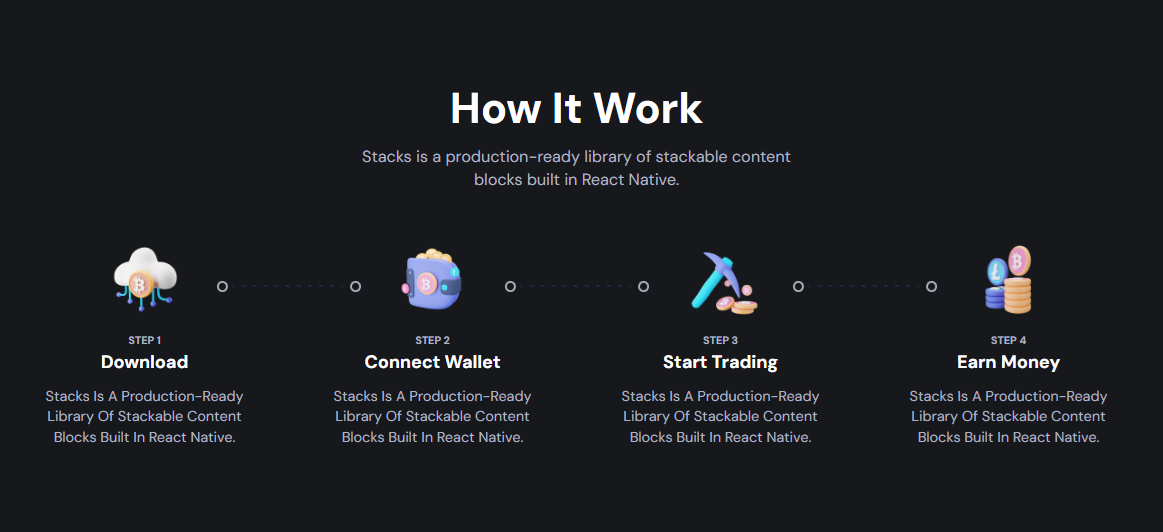 How It Work
Stacks is a production-ready library of stackable content
blocks built in React Native.
STEP 1
Download
Stacks Is A Production-Ready
Library Of Stackable Content
Blocks Built In React Native.
STEP 2
Connect Wallet
Stacks Is A Production-Ready
Library Of Stackable Content
Blocks Built In React Native.
STEP 3
Start Trading
Stacks Is A Production-Ready
Library Of Stackable Content
Blocks Built In React Native.
STEP 4
Earn Money
Stacks Is A Production-Ready
Library Of Stackable Content
Blocks Built In React Native.